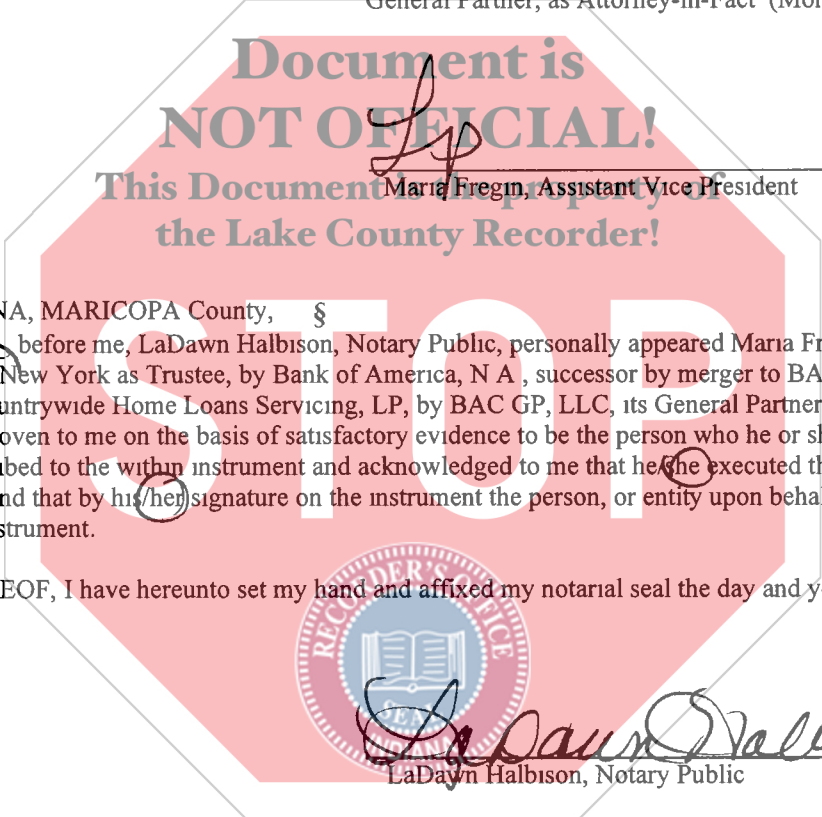 General Partner, as Attorney-in-Fact (Mor
Document is
NOT OFFICIAL!
This Document is the property of
the Lake County Recorder!
Maria Fregin, Assistant Vice President
NA, MARICOPA County, §
before me, LaDawn Halbison, Notary Public, personally appeared Maria Fr
New York as Trustee, by Bank of America, N A , successor by merger to BA
untrywide Home Loans Servicing, LP, by BAC GP, LLC, its General Partner
oven to me on the basis of satisfactory evidence to be the person who he or sh
bed to the within instrument and acknowledged to me that he/she executed th
nd that by his/her signature on the instrument the person, or entity upon behal
strument.
STOP
EOF, I have hereunto set my hand and affixed my notarial seal the day and y
RECORDER'S OFFICE
SEAL
INDIANA
LaDawn Hal
LaDawn Halbison, Notary Public